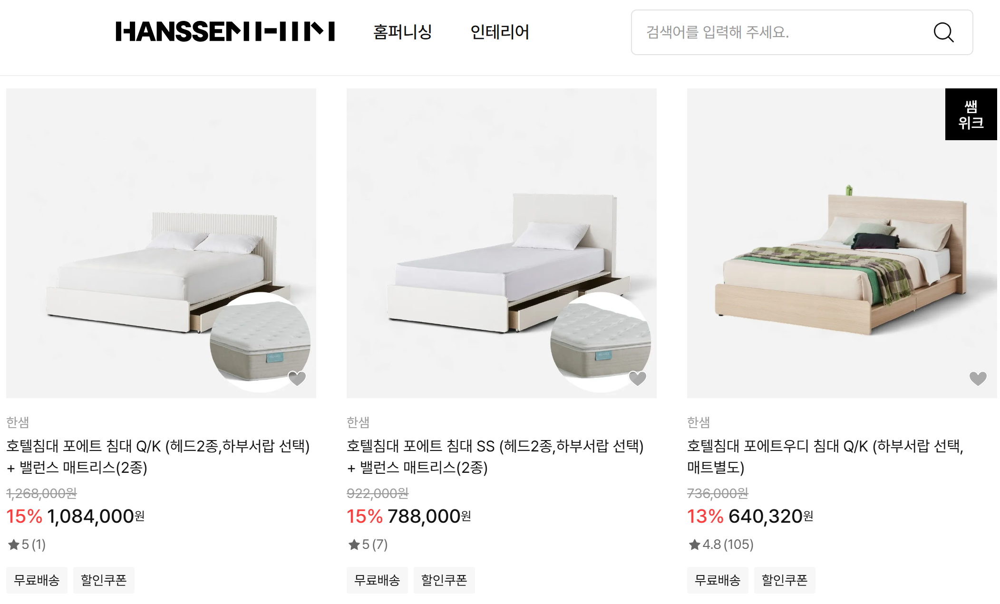 HANSSEM 한샘
홈퍼니싱
인테리어
검색어를 입력해 주세요.
쌤
위크
BALANCE
BALANCE
한샘
호텔침대 포에트 침대 Q/K (헤드2종,하부서랍 선택)
+ 밸런스 매트리스(2종)
1,268,000원
15% 1,084,000원
★ 5 (1)
무료배송 할인쿠폰
한샘
호텔침대 포에트 침대 SS (헤드2종,하부서랍 선택)
+ 밸런스 매트리스(2종)
922,000원
15% 788,000원
★ 5 (7)
무료배송 할인쿠폰
한샘
호텔침대 포에트우디 침대 Q/K (하부서랍 선택,
매트별도)
736,000원
13% 640,320원
★ 4.8 (105)
무료배송 할인쿠폰